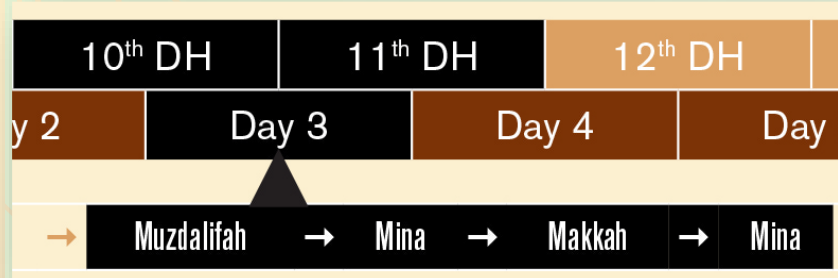 10th DH 11th DH 12th DH
y 2 Day 3 Day 4 Day
→ Muzdalifah → Mina → Makkah → Mina